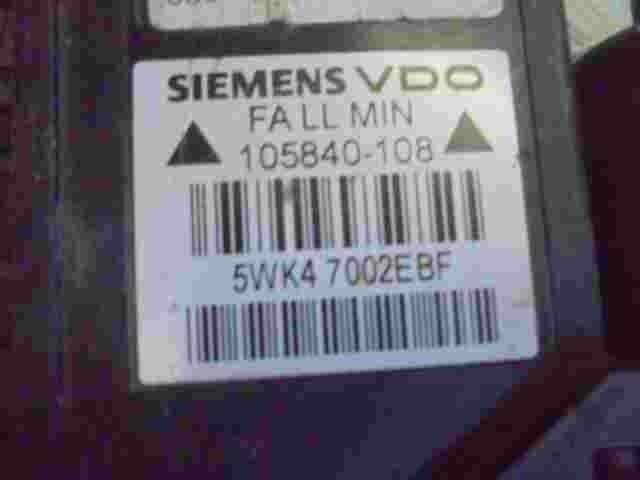 SIEMENS VDO
FA LL MIN
105840-108
5WK4 7002EBF